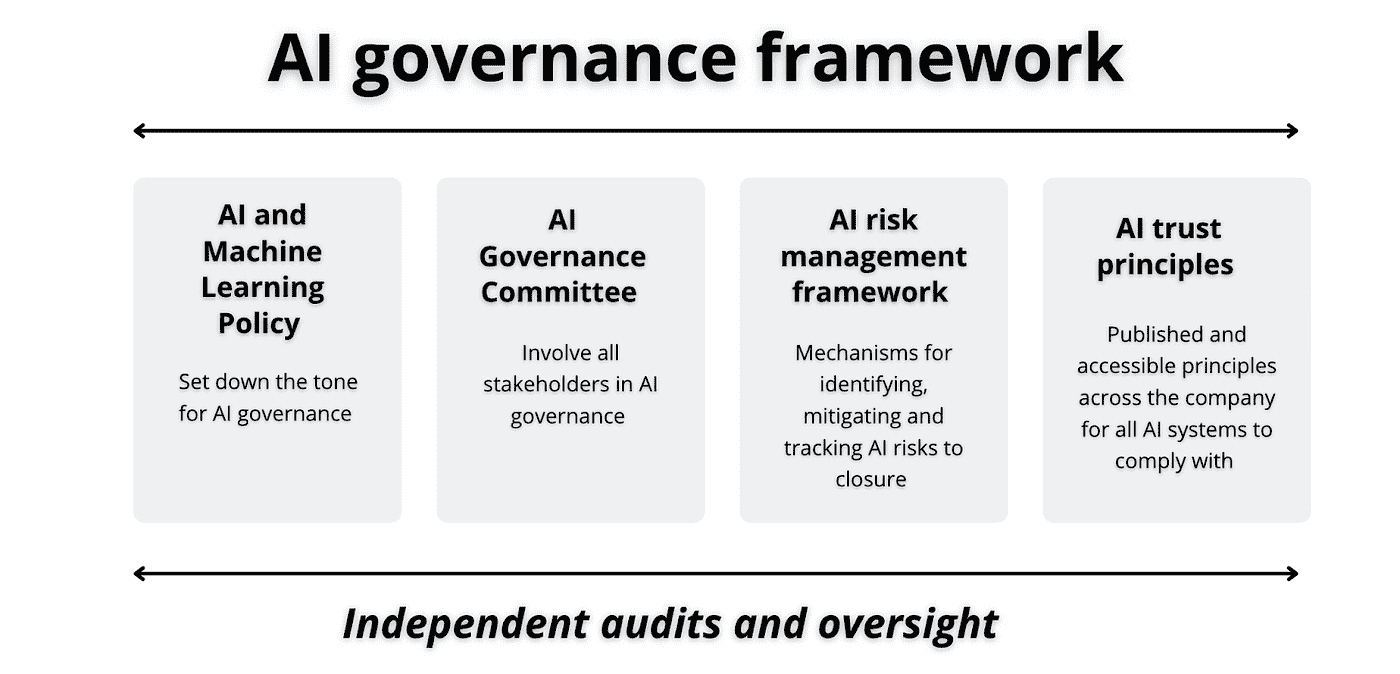 AI governance framework
AI and
Machine
Learning
Policy
Set down the tone
for AI governance
AI
Governance
Committee
Involve all
stakeholders in AI
governance
AI risk
management
framework
Mechanisms for
identifying,
mitigating and
tracking AI risks to
closure
AI trust
principles
Published and
accessible principles
across the company
for all AI systems to
comply with
Independent audits and oversight